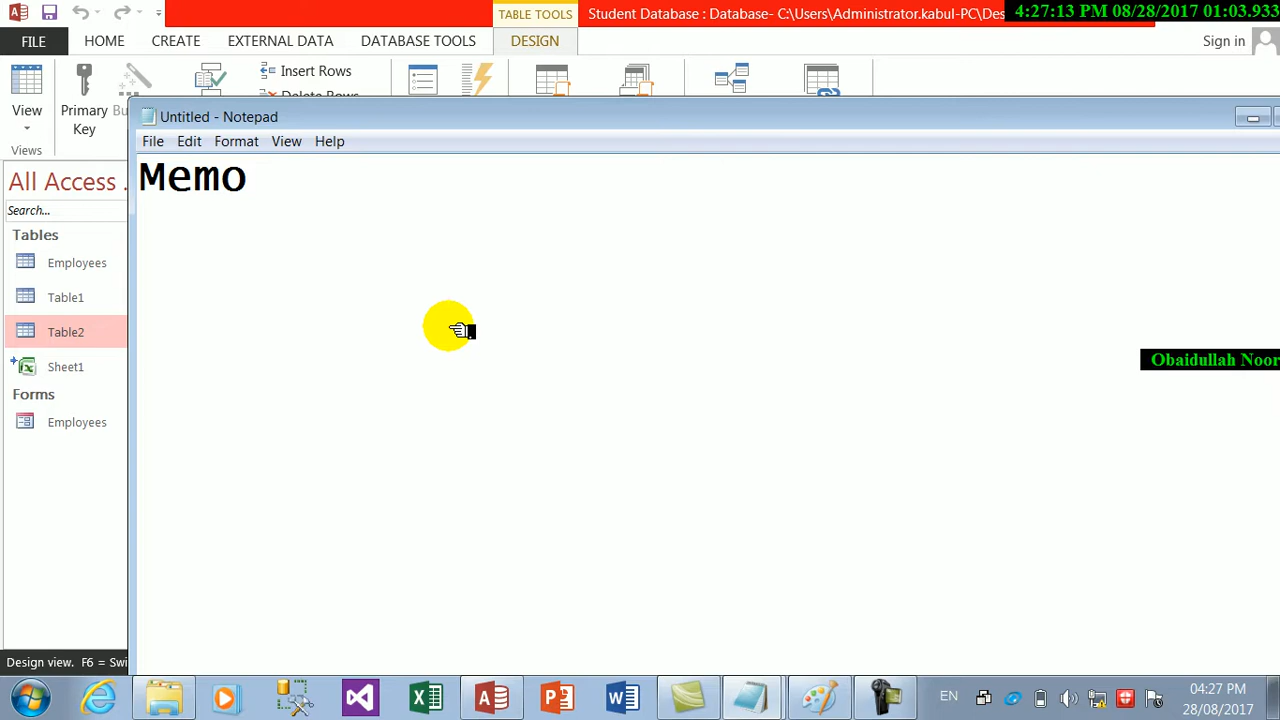 TABLE TOOLS
Student Database : Database- C:\Users\Administrator.kabul-PC\Des
4:27:13 PM 08/28/2017 01:03.933
FILE
HOME
CREATE
EXTERNAL DATA
DATABASE TOOLS
DESIGN
Sign in
View
Primary
Key
Insert Rows
Delete Rows
Views
Untitled - Notepad
File Edit Format View Help
Memo
All Access
Search...
Tables
Employees
Table1
Table2
Sheet1
Forms
Employees
Obaidullah Noor
Design view. F6 = Swi
EN
04:27 PM
28/08/2017